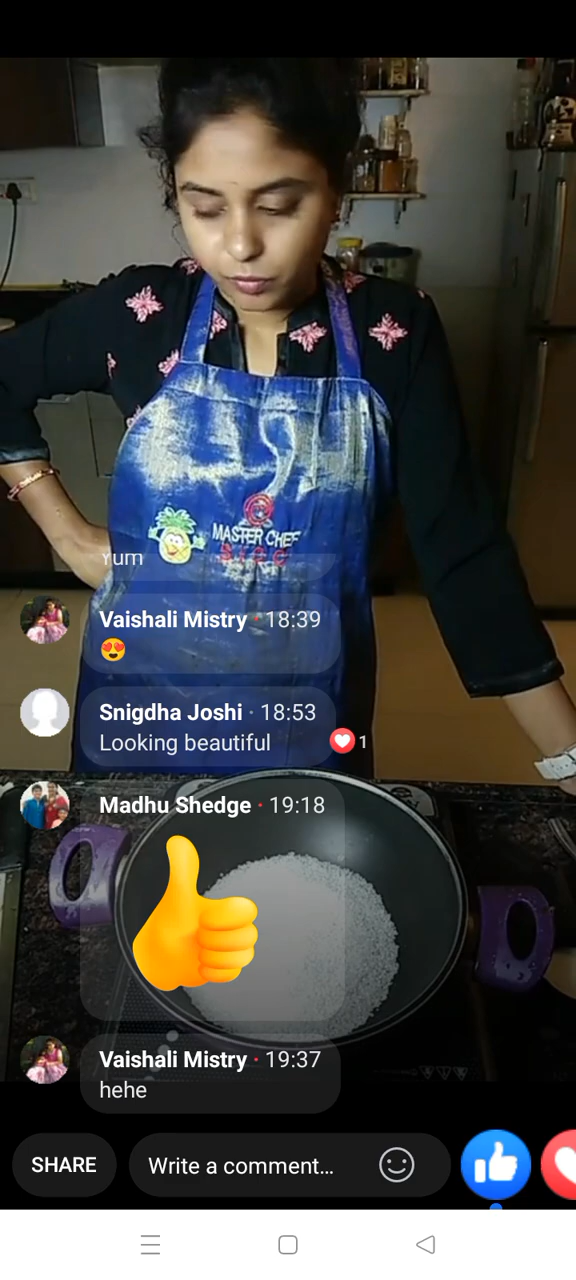 MASTER CHEF
Yum
Vaishali Mistry · 18:39
😍
Snigdha Joshi · 18:53
Looking beautiful
1
Madhu Shedge · 19:18
Vaishali Mistry · 19:37
hehe
SHARE
Write a comment...